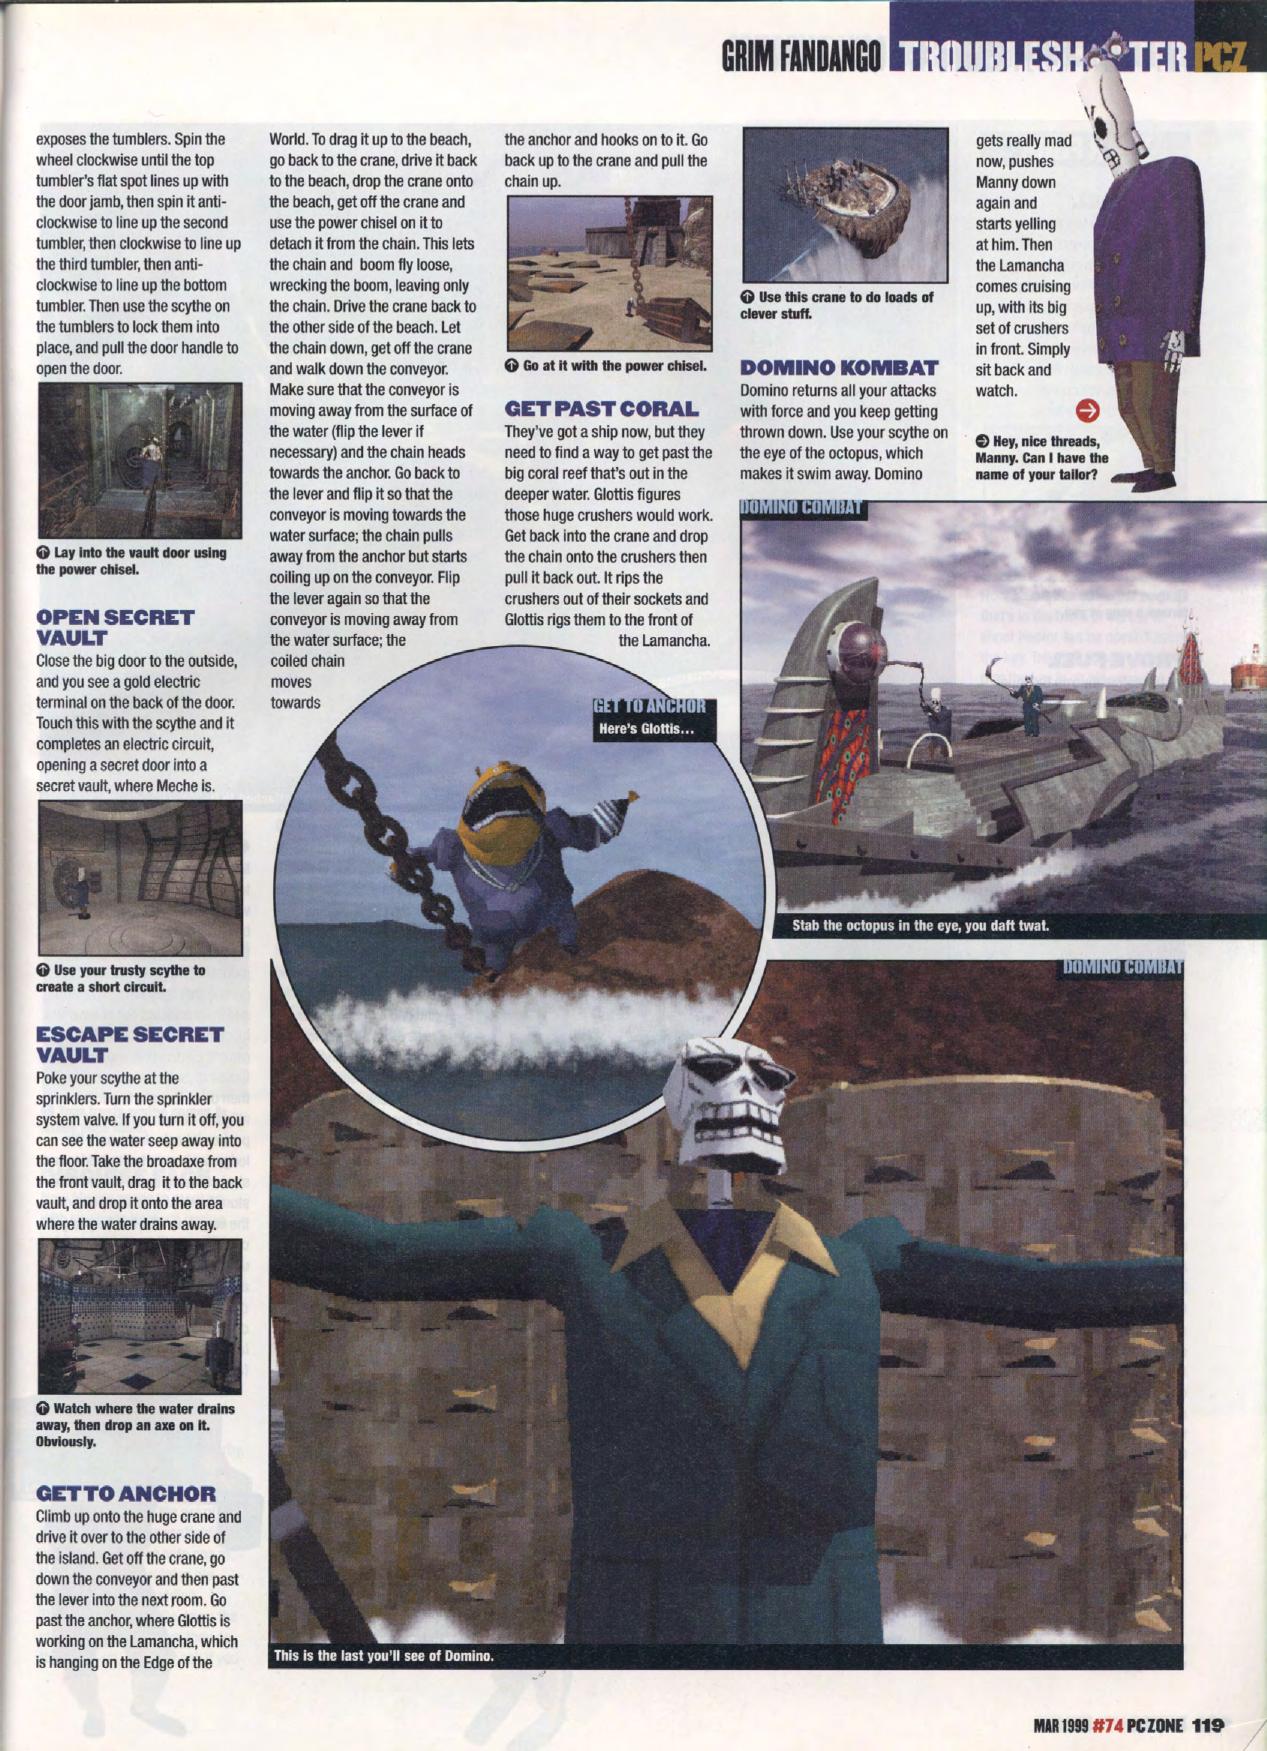 GRIM FANDANGO TROUBLESHOOTER PCZ
exposes the tumblers. Spin the
wheel clockwise until the top
tumbler's flat spot lines up with
the door jamb, then spin it anti-
clockwise to line up the second
tumbler, then clockwise to line up
the third tumbler, then anti-
clockwise to line up the bottom
tumbler. Then use the scythe on
the tumblers to lock them into
place, and pull the door handle to
open the door.
Lay into the vault door using
the power chisel.
OPEN SECRET
VAULT
Close the big door to the outside,
and you see a gold electric
terminal on the back of the door.
Touch this with the scythe and it
completes an electric circuit,
opening a secret door into a
secret vault, where Meche is.
Use your trusty scythe to
create a short circuit.
ESCAPE SECRET
VAULT
Poke your scythe at the
sprinklers. Turn the sprinkler
system valve. If you turn it off, you
can see the water seep away into
the floor. Take the broadaxe from
the front vault, drag it to the back
vault, and drop it onto the area
where the water drains away.
Watch where the water drains
away, then drop an axe on it.
Obviously.
GET TO ANCHOR
Climb up onto the huge crane and
drive it over to the other side of
the island. Get off the crane, go
down the conveyor and then past
the lever into the next room. Go
past the anchor, where Glottis is
working on the Lamancha, which
is hanging on the Edge of the
World. To drag it up to the beach,
go back to the crane, drive it back
to the beach, drop the crane onto
the beach, get off the crane and
use the power chisel on it to
detach it from the chain. This lets
the chain and boom fly loose,
wrecking the boom, leaving only
the chain. Drive the crane back to
the other side of the beach. Let
the chain down, get off the crane
and walk down the conveyor.
Make sure that the conveyor is
moving away from the surface of
the water (flip the lever if
necessary) and the chain heads
towards the anchor. Go back to
the lever and flip it so that the
conveyor is moving towards the
water surface; the chain pulls
away from the anchor but starts
coiling up on the conveyor. Flip
the lever again so that the
conveyor is moving away from
the water surface; the
coiled chain
moves
towards
the anchor and hooks on to it. Go
back up to the crane and pull the
chain up.
Go at it with the power chisel.
GET PAST CORAL
They've got a ship now, but they
need to find a way to get past the
big coral reef that's out in the
deeper water. Glottis figures
those huge crushers would work.
Get back into the crane and drop
the chain onto the crushers then
pull it back out. It rips the
crushers out of their sockets and
Glottis rigs them to the front of
the Lamancha.
GET TO ANCHOR
Here's Glottis...
Use this crane to do loads of
clever stuff.
DOMINO KOMBAT
Domino returns all your attacks
with force and you keep getting
thrown down. Use your scythe on
the eye of the octopus, which
makes it swim away. Domino
gets really mad
now, pushes
Manny down
again and
starts yelling
at him. Then
the Lamancha
comes cruising
up, with its big
set of crushers
in front. Simply
sit back and
watch.
Hey, nice threads,
Manny. Can I have the
name of your tailor?
DOMINO COMBAT
Stab the octopus in the eye, you daft twat.
DOMINO COMBAT
This is the last you'll see of Domino.
MAR 1999 #74 PC ZONE 119